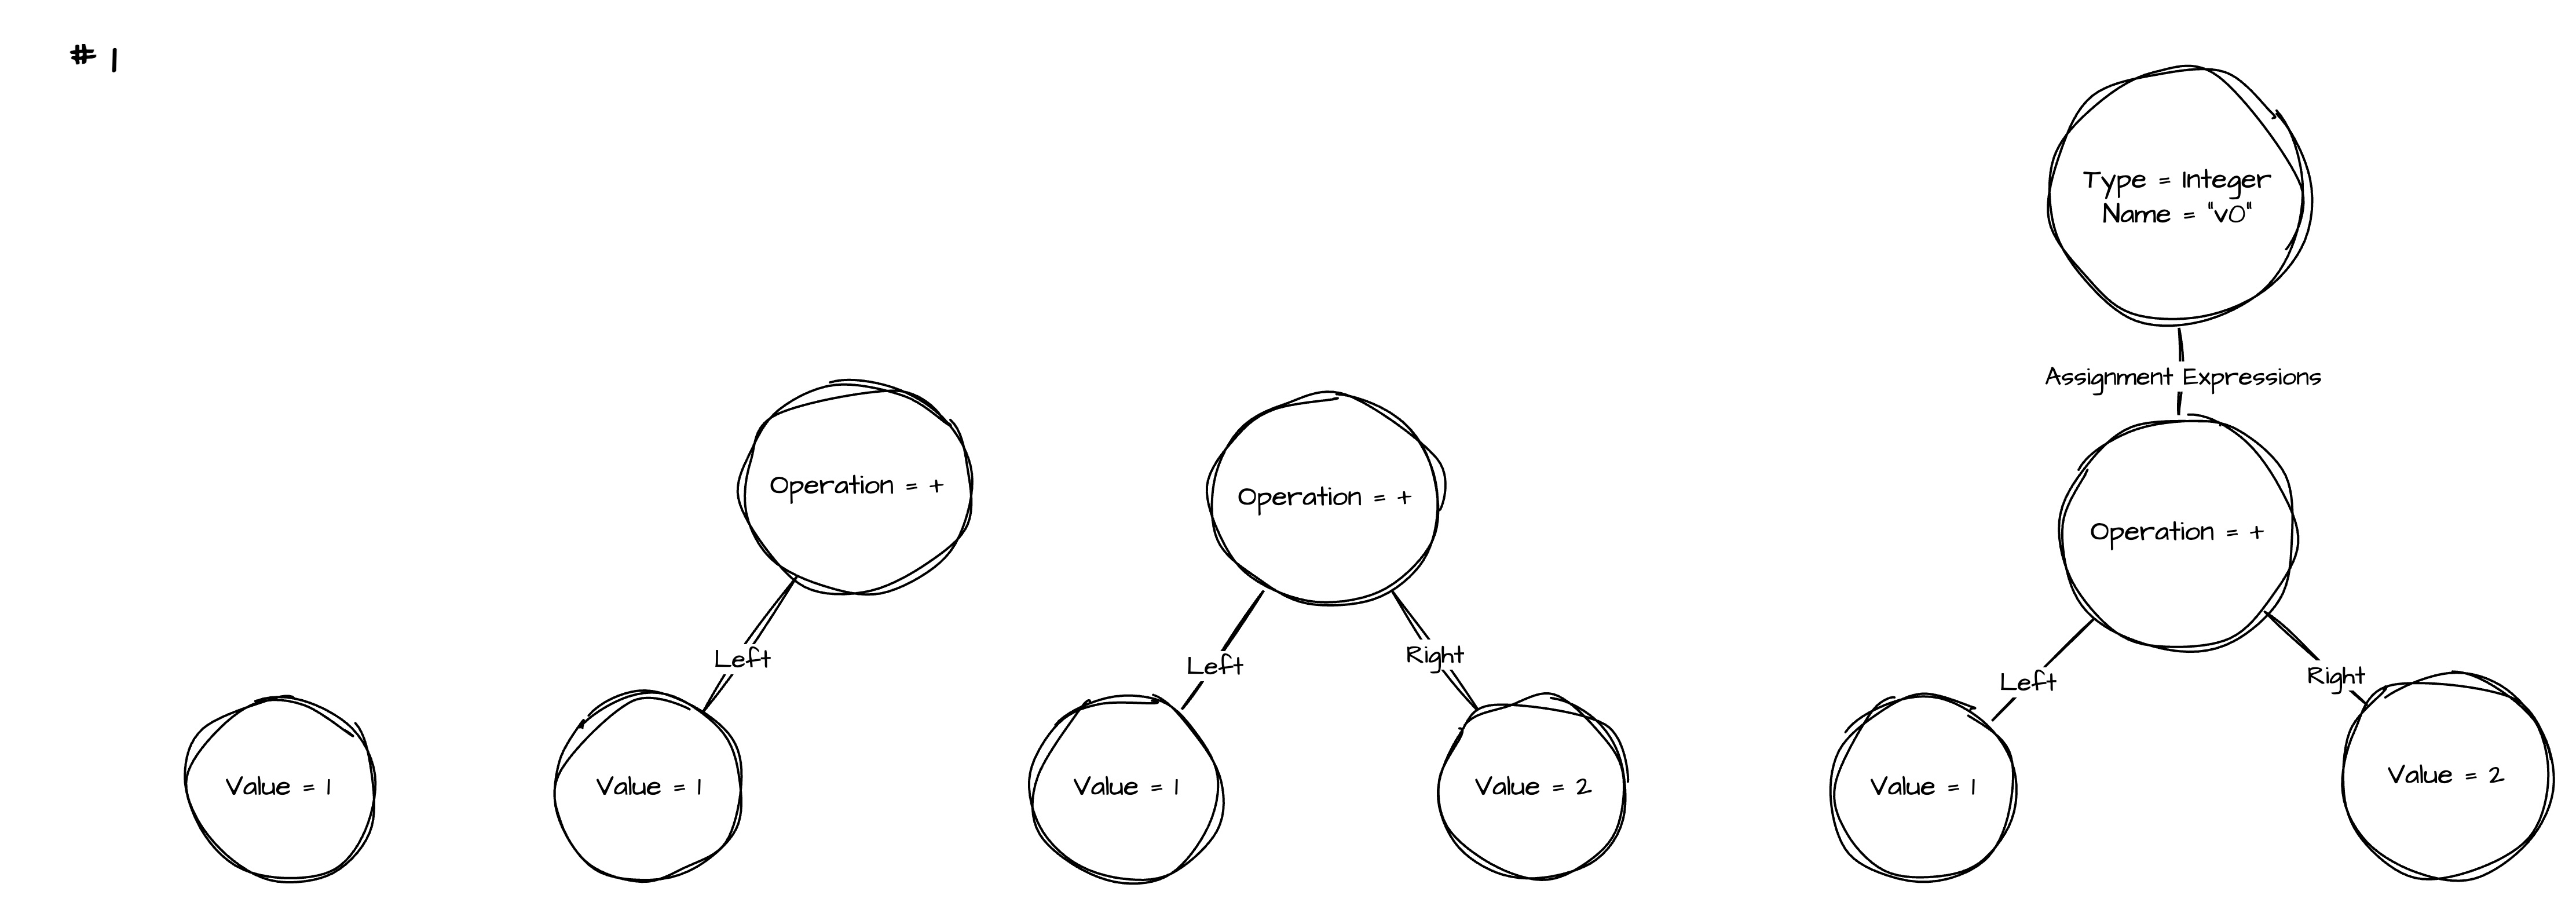 # 1
Type = Integer
Name = "v0"
Assignment Expressions
Operation = +
Operation = +
Operation = +
Left
Left
Right
Left
Right
Value = 1
Value = 1
Value = 1
Value = 2
Value = 1
Value = 2